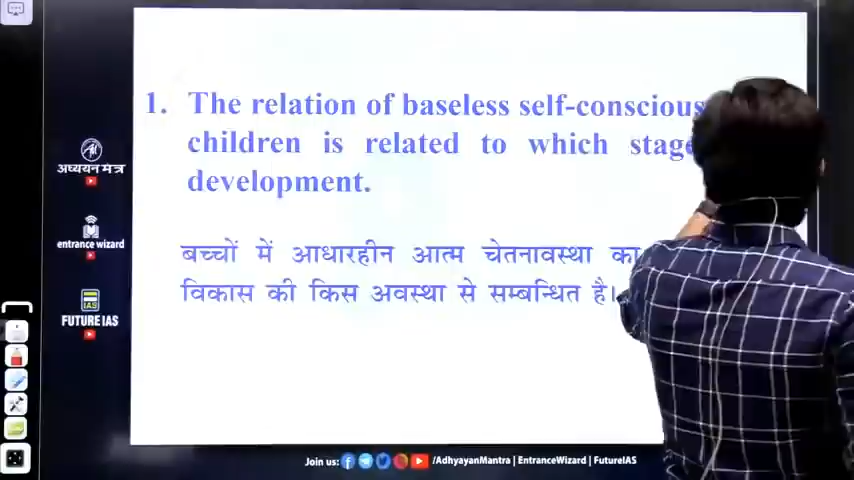 1. The relation of baseless self-conscious
children is related to which stage
development.
बच्चों में आधारहीन आत्म चेतनावस्था का
विकास की किस अवस्था से सम्बन्धित है।
अध्ययन मंत्र
entrance wizard
FUTURE IAS
Join us: /AdhyayanMantra | EntranceWizard | FutureIAS